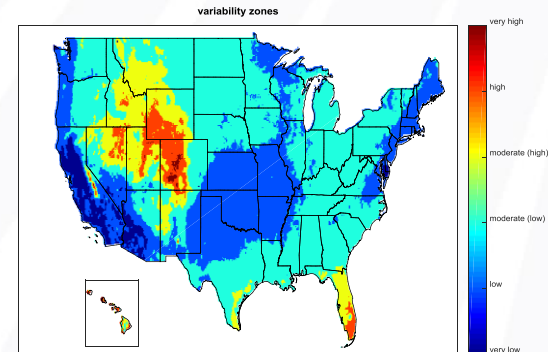 variability zones
very high
high
moderate (high)
moderate (low)
low
very low